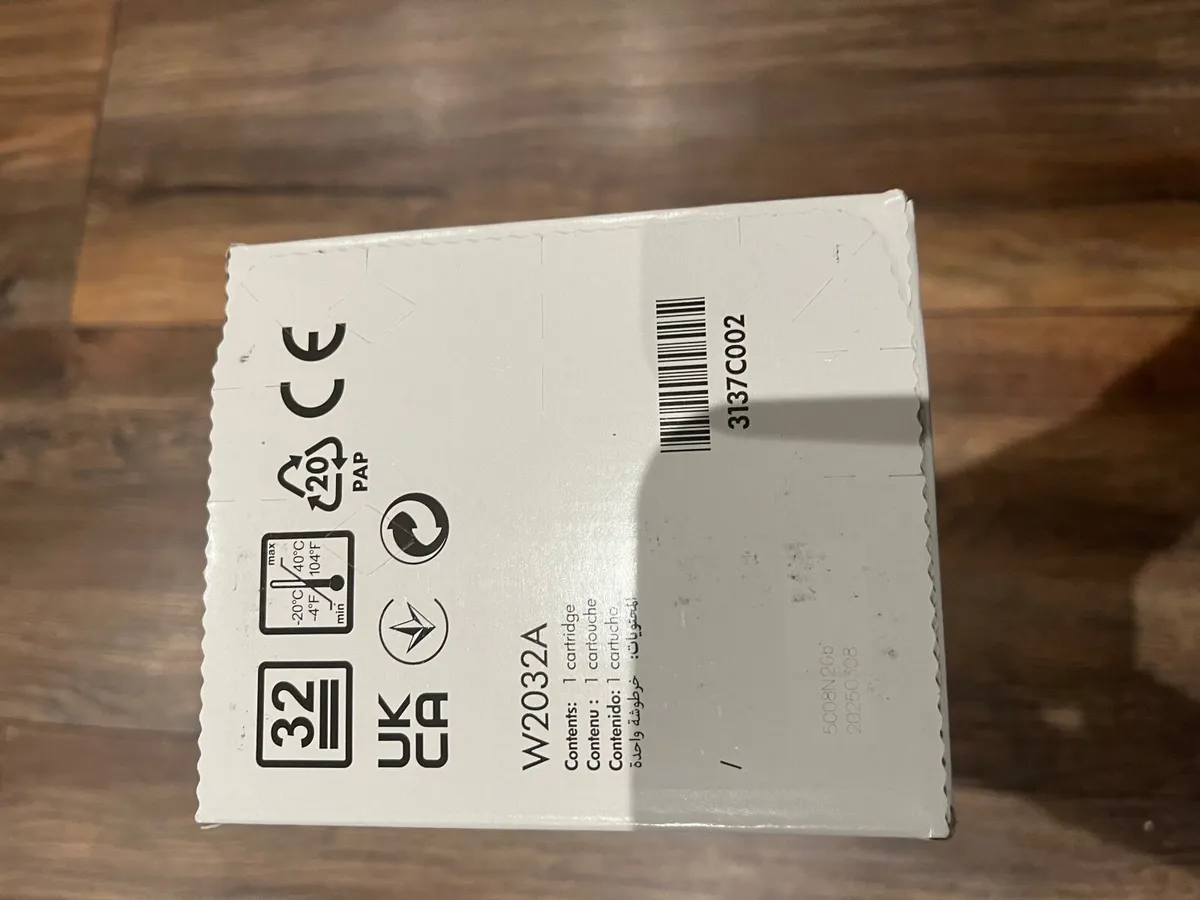 32
-20°C
-4°F
min
max
40°C
104°F
20
PAP
CE
UK
CA
W2032A
Contents: 1 cartridge
Contenu : 1 cartouche
Contenido: 1 cartucho
المحتويات: خرطوشة واحدة
/
3137C002
20250308